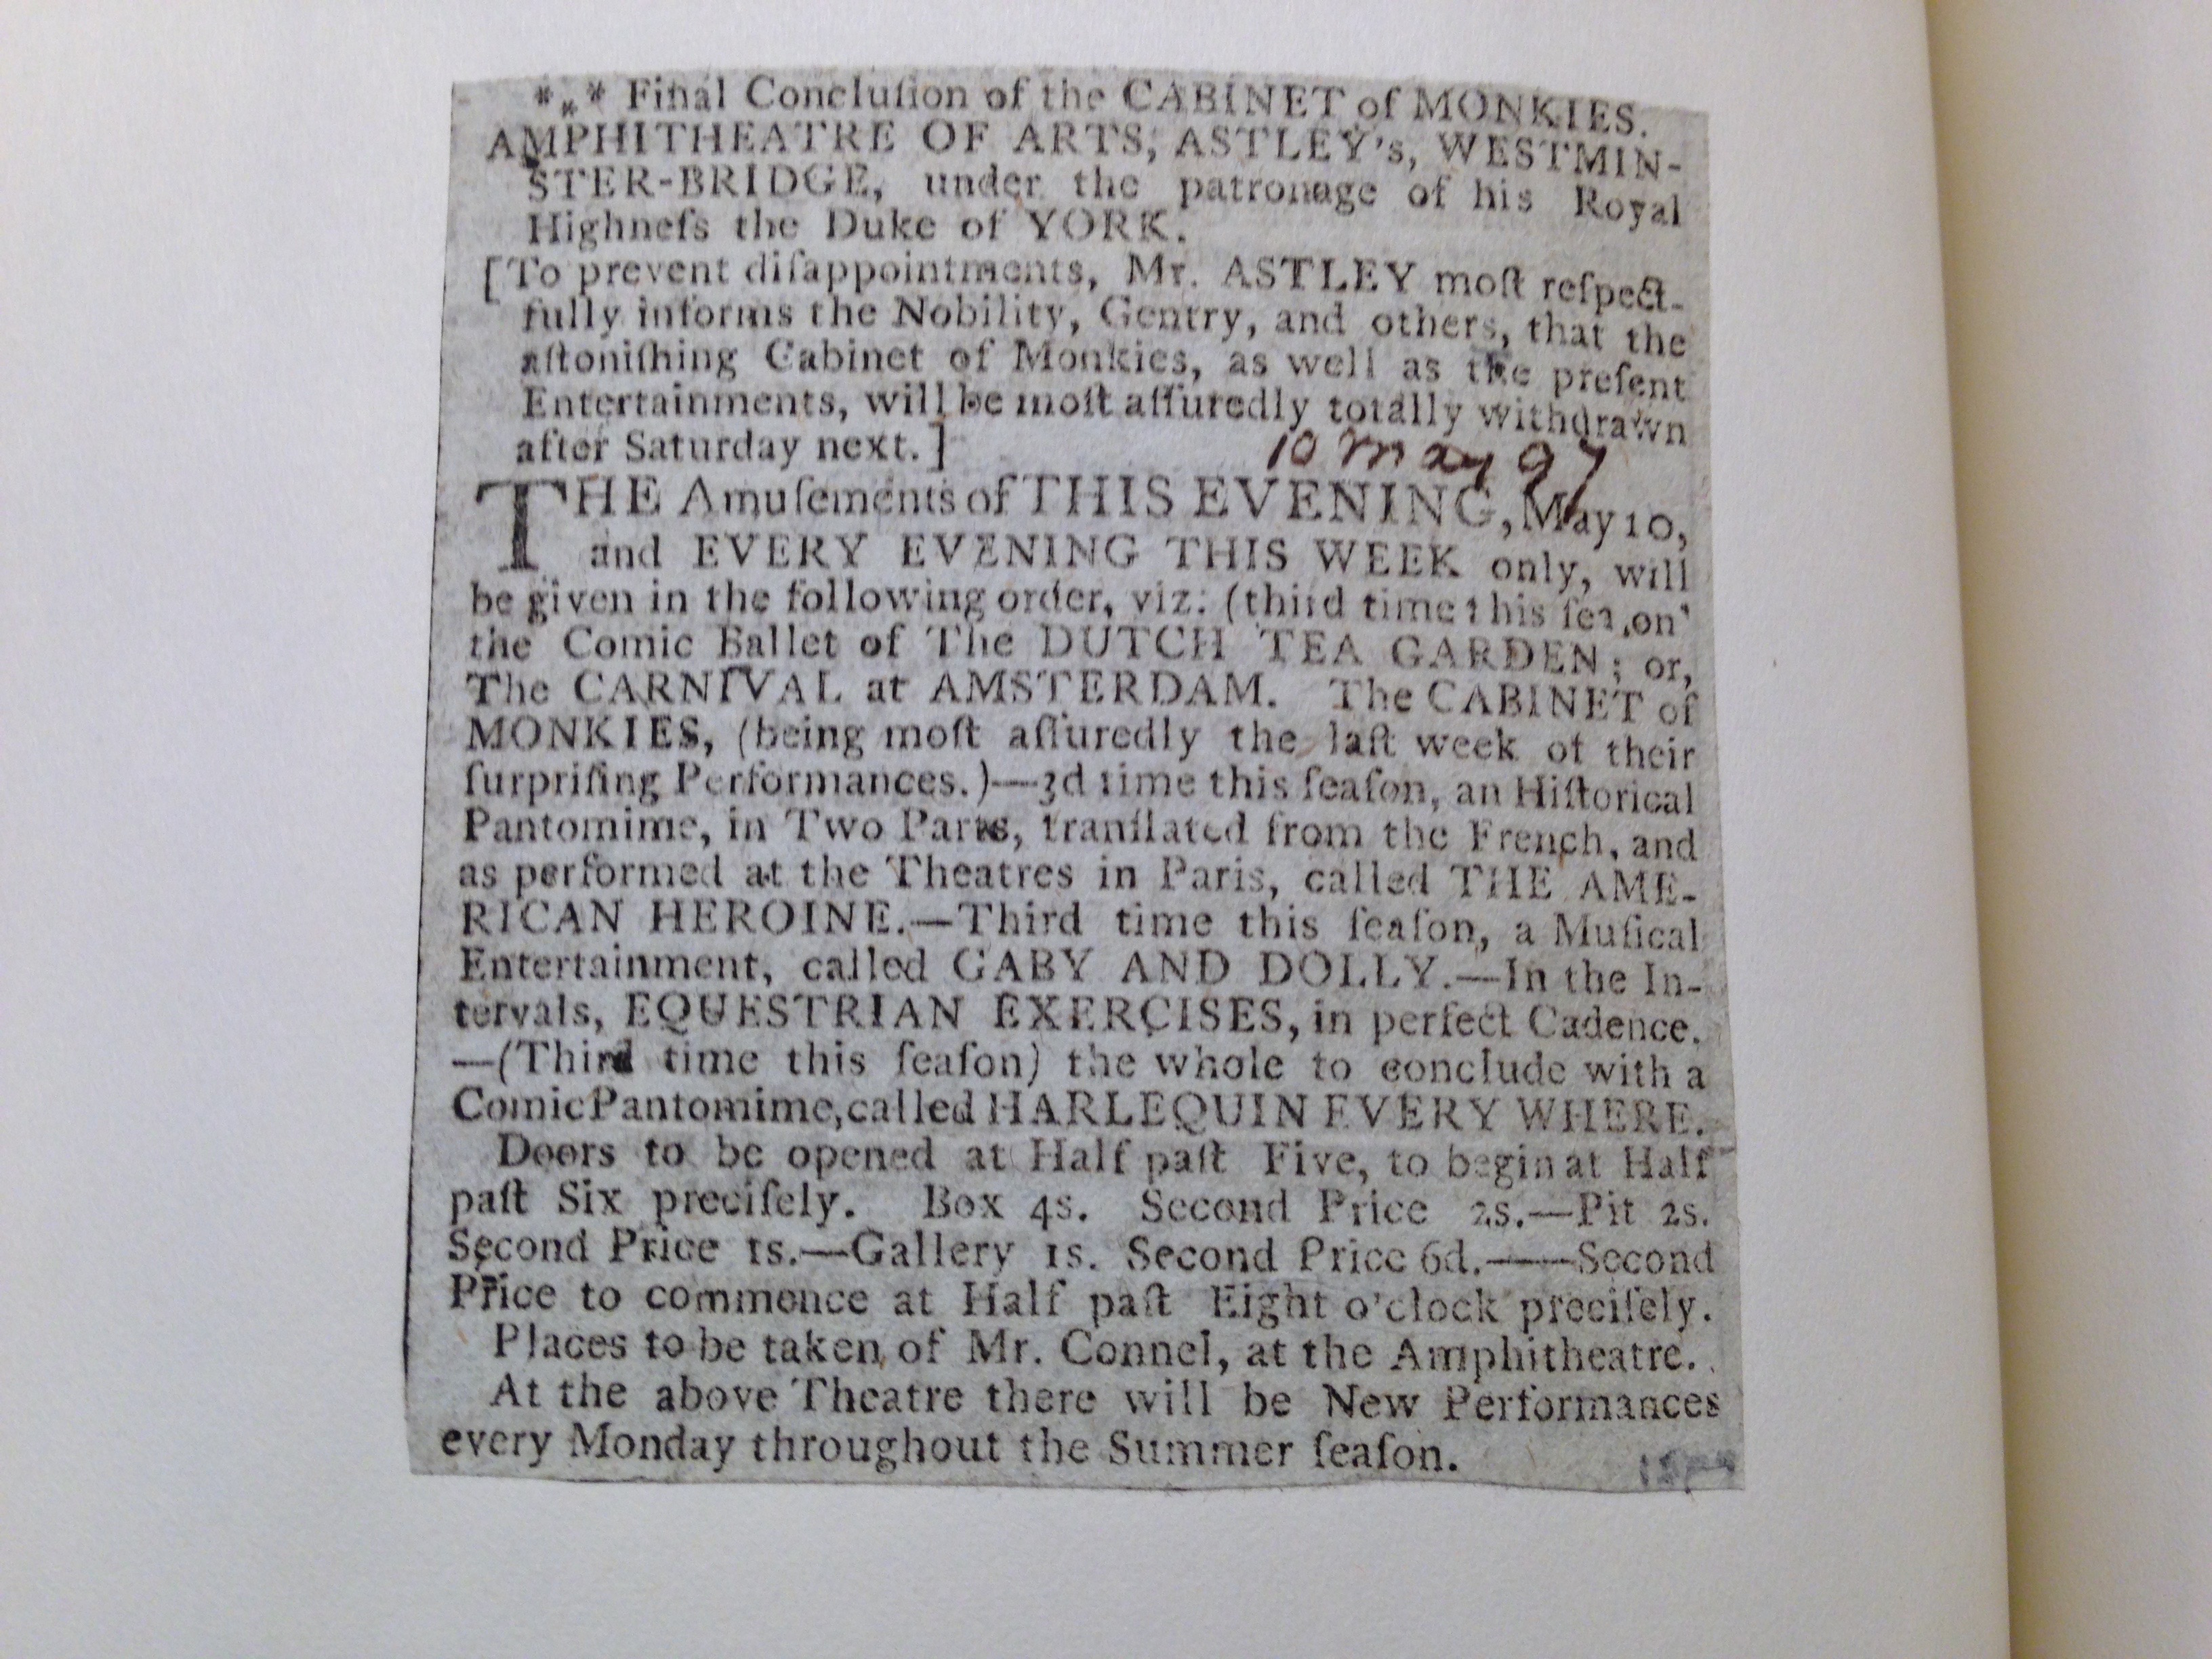 *⁎* Final Concluſion of the CABINET of MONKIES.
AMPHITHEATRE OF ARTS, ASTLEY's, WESTMIN-
STER-BRIDGE, under the patronage of his Royal
Highneſs the Duke of YORK.
[To prevent diſappointments, Mr. ASTLEY moſt reſpect-
fully informs the Nobility, Gentry, and others, that the
aſtoniſhing Cabinet of Monkies, as well as the preſent
Entertainments, will be moſt aſſuredly totally withdrawn
after Saturday next.]
10 May 97
THE Amuſements of THIS EVENING, May 10,
and EVERY EVENING THIS WEEK only, will
be given in the following order, viz. (third time this ſeaſon)
the Comic Ballet of The DUTCH TEA GARDEN; or,
The CARNIVAL at AMSTERDAM. The CABINET of
MONKIES, (being moſt aſſuredly the laſt week of their
ſurpriſing Performances.)—3d time this ſeaſon, an Hiſtorical
Pantomime, in Two Parts, tranſlated from the French, and
as performed at the Theatres in Paris, called THE AME-
RICAN HEROINE.—Third time this ſeaſon, a Muſical
Entertainment, called GABY AND DOLLY.—In the In-
tervals, EQUESTRIAN EXERCISES, in perfect Cadence.
—(Third time this ſeaſon) the whole to conclude with a
Comic Pantomime, called HARLEQUIN EVERY WHERE.
Doors to be opened at Half paſt Five, to begin at Half
paſt Six preciſely. Box 4s. Second Price 2s.—Pit 2s.
Second Price 1s.—Gallery 1s. Second Price 6d.——Second
Price to commence at Half paſt Eight o'clock preciſely.
Places to be taken of Mr. Connel, at the Amphitheatre.
At the above Theatre there will be New Performances
every Monday throughout the Summer ſeaſon.